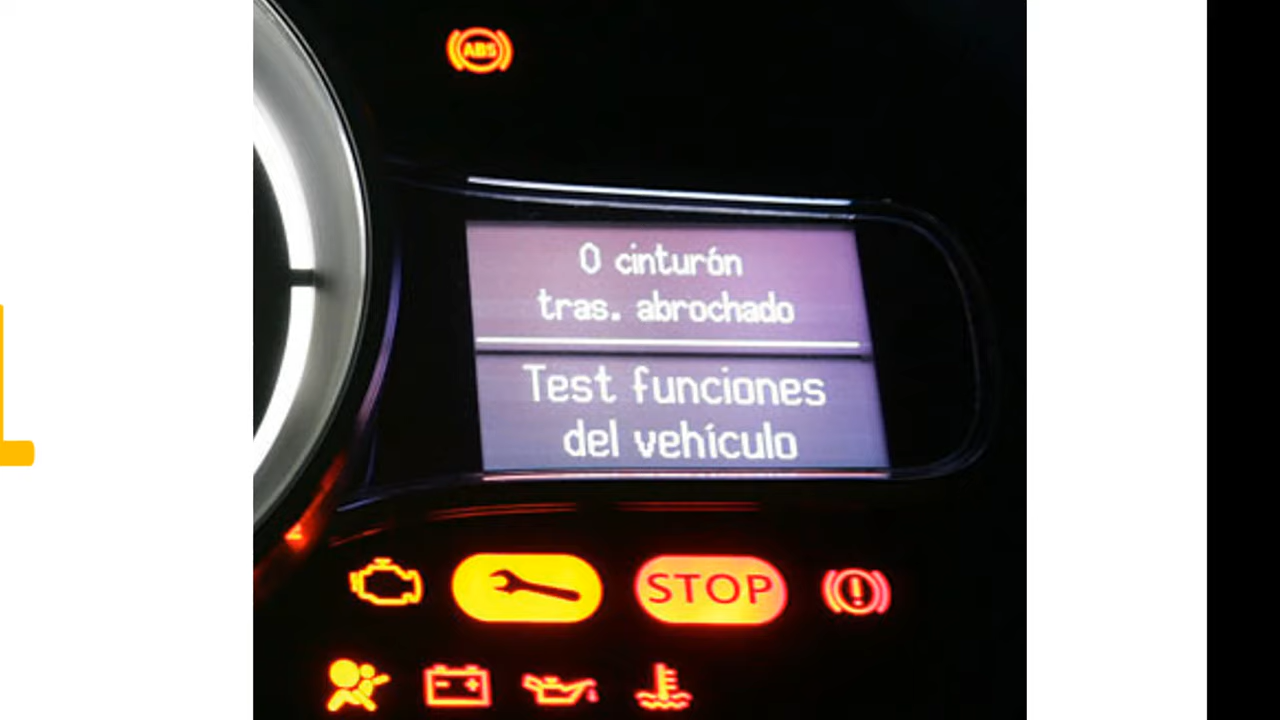 ABS
0 cinturón
tras. abrochado
Test funciones
del vehículo
STOP